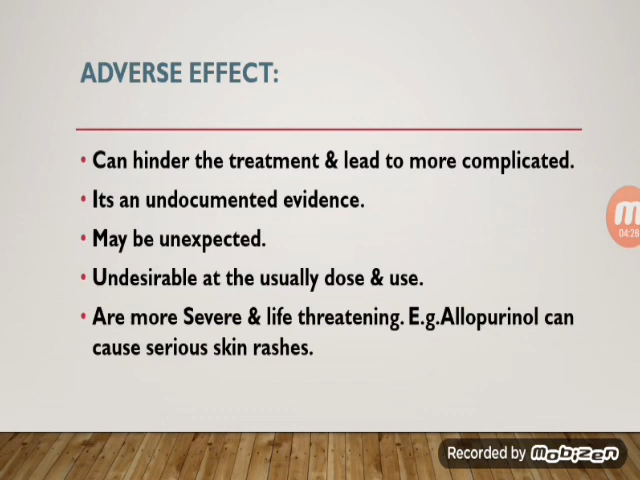 ADVERSE EFFECT:
• Can hinder the treatment & lead to more complicated.
• Its an undocumented evidence.
• May be unexpected.
• Undesirable at the usually dose & use.
• Are more Severe & life threatening. E.g.Allopurinol can
cause serious skin rashes.
M
04:28
Recorded by Mobizen